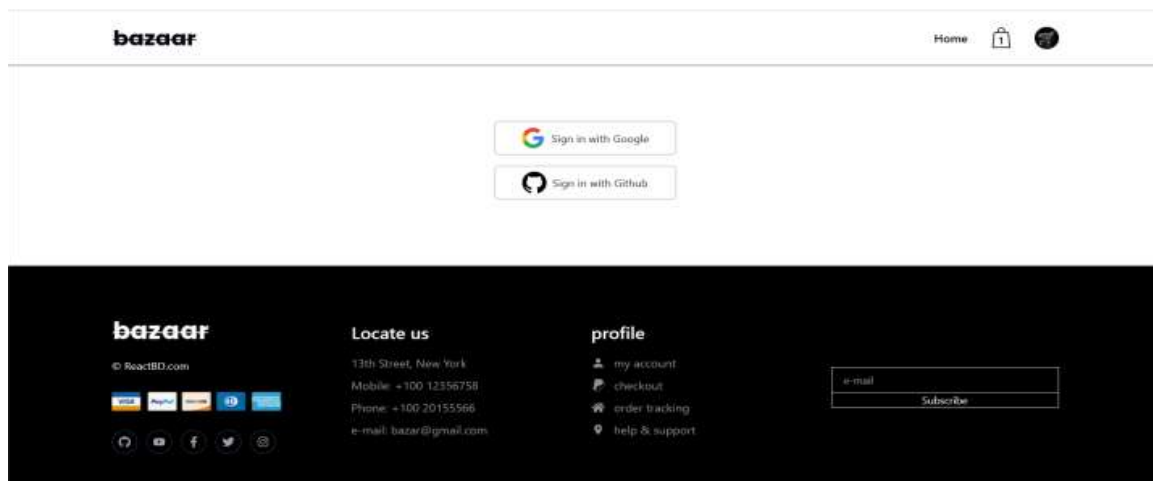 bazaar
Home
1
Sign in with Google
Sign in with Github
bazaar
© ReactBD.com
VISA PayPal
Locate us
13th Street, New York
Mobile: +100 12356758
Phone: +100 20155566
e-mail: bazar@gmail.com
profile
my account
checkout
order tracking
help & support
e-mail
Subscribe